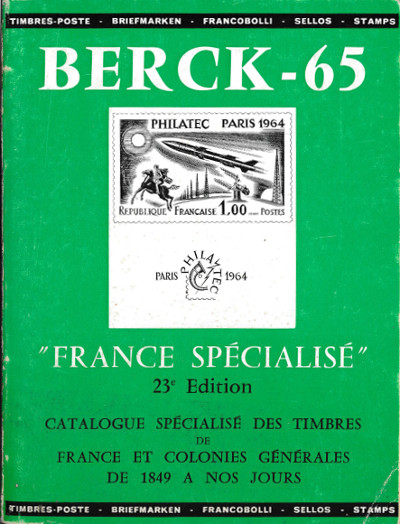 TIMBRES-POSTE - BRIEFMARKEN - FRANCOBOLLI - SELLOS - STAMPS
BERCK-65
PHILATEC PARIS 1964
REPUBLIQUE FRANÇAISE 1,00 POSTES
PARIS PHILATEC 1964
"FRANCE SPÉCIALISÉ"
23e Edition
CATALOGUE SPÉCIALISÉ DES TIMBRES
DE
FRANCE ET COLONIES GÉNÉRALES
DE 1849 A NOS JOURS
TIMBRES-POSTE - BRIEFMARKEN - FRANCOBOLLI - SELLOS - STAMPS